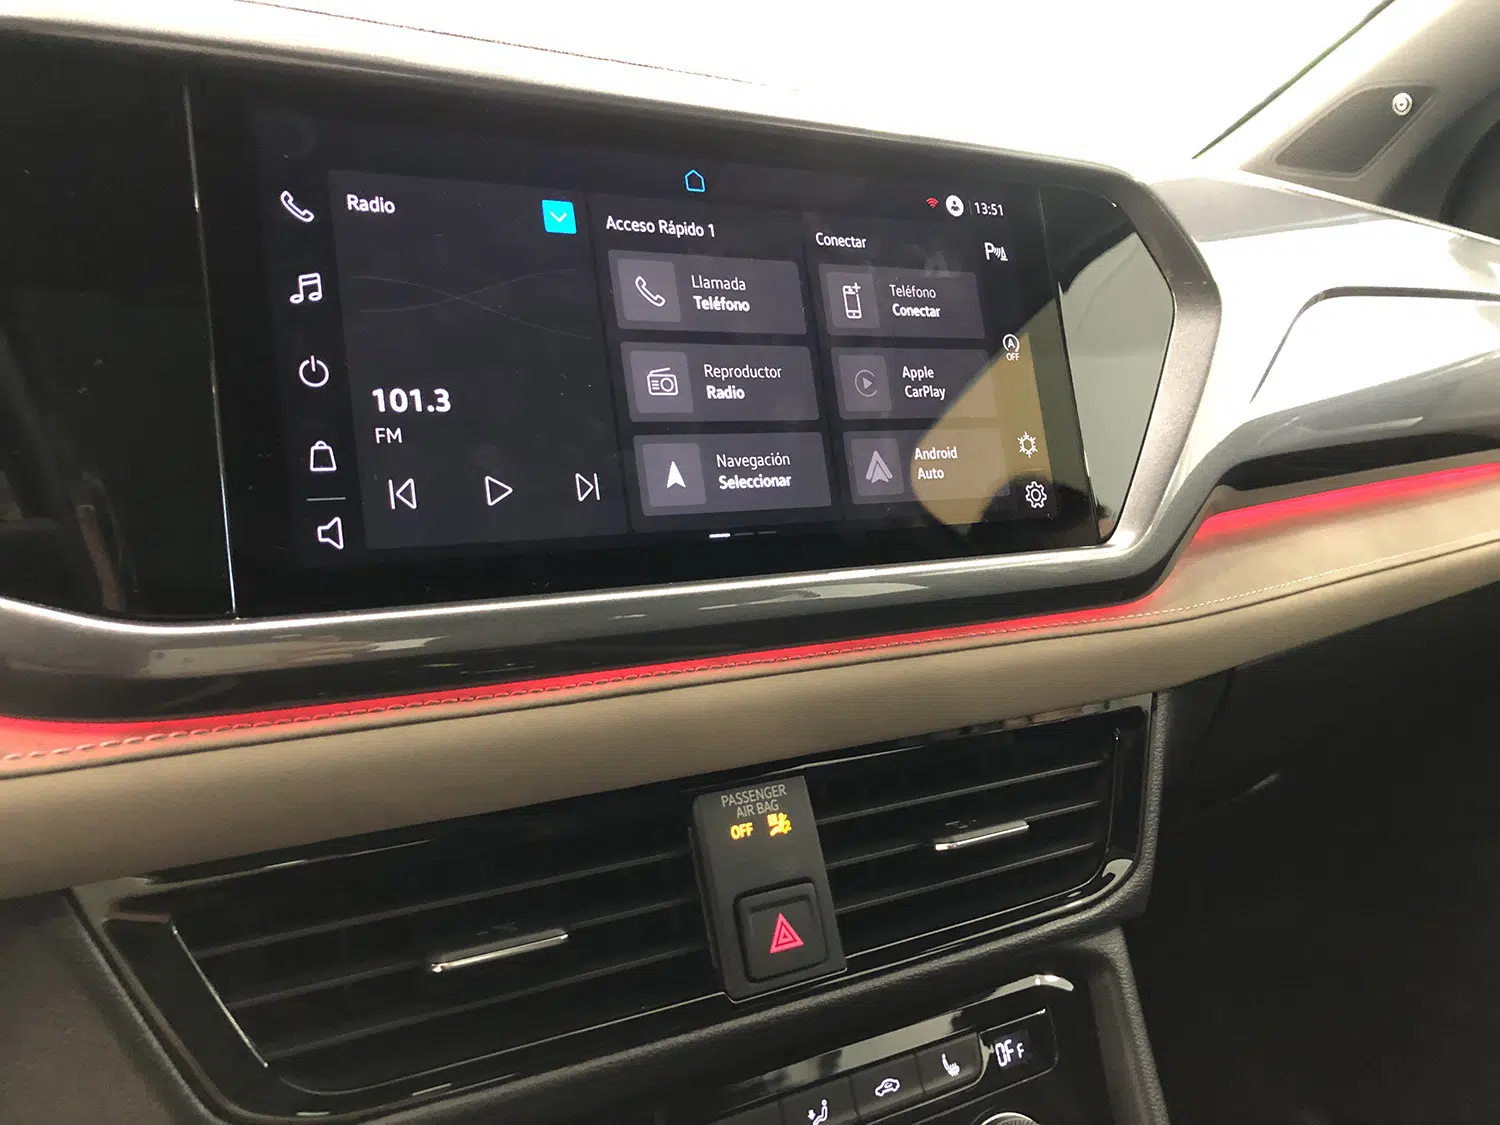 13:51
Radio
Acceso Rápido 1
Conectar
Llamada
Teléfono
Teléfono
Conectar
A
OFF
Reproductor
Radio
Apple
CarPlay
101.3
FM
Navegación
Seleccionar
Android
Auto
PASSENGER
AIR BAG
OFF
OFF